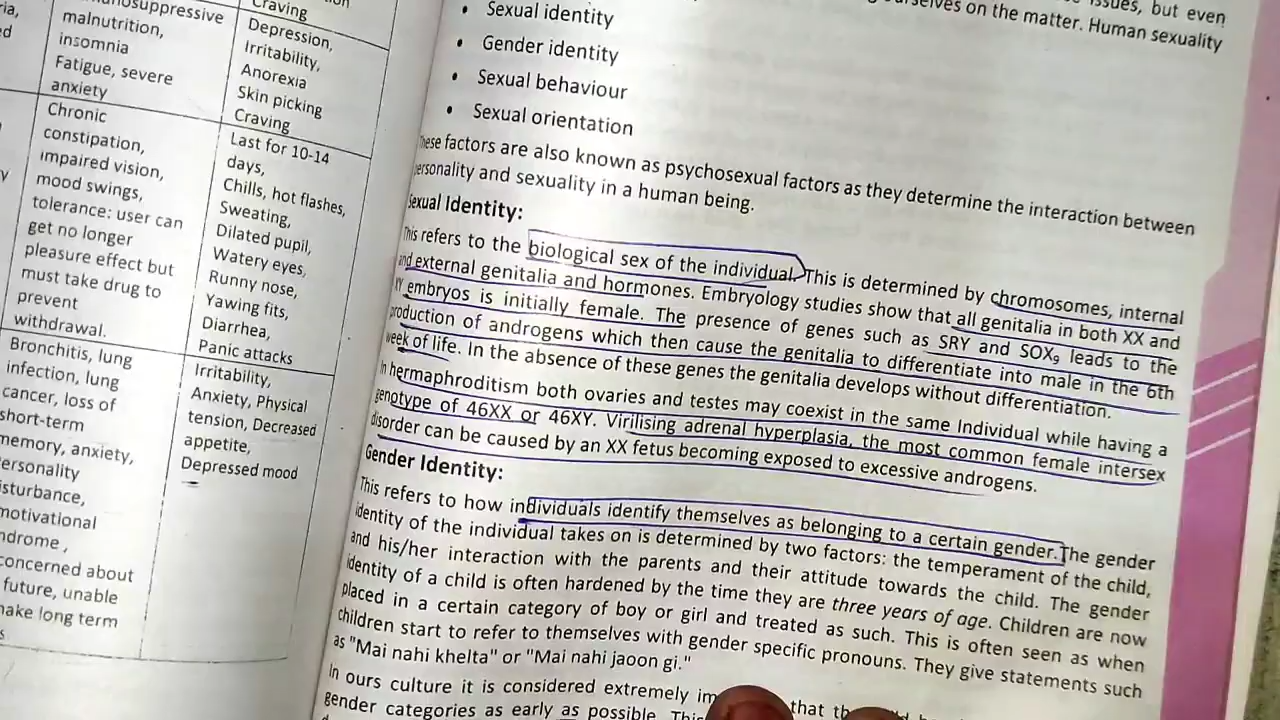 nosuppressive
malnutrition,
insomnia
Fatigue, severe
anxiety
Chronic
constipation,
impaired vision,
mood swings,
tolerance: user can
get no longer
pleasure effect but
must take drug to
prevent
withdrawal.
Bronchitis, lung
infection, lung
cancer, loss of
short-term
memory, anxiety,
personality
disturbance,
concerned about
future, unable
make long term
Craving
Depression,
Irritability,
Anorexia
Skin picking
Craving
Last for 10-14
days,
Chills, hot flashes,
Sweating,
Dilated pupil,
Watery eyes,
Runny nose,
Yawing fits,
Diarrhea,
Panic attacks
Irritability,
Anxiety, Physical
tension, Decreased
appetite,
Depressed mood
issues, but even
ourselves on the matter. Human sexuality
• Sexual identity
• Gender identity
• Sexual behaviour
• Sexual orientation
These factors are also known as psychosexual factors as they determine the interaction between
personality and sexuality in a human being.
Sexual Identity:
This refers to the biological sex of the individual. This is determined by chromosomes, internal
and external genitalia and hormones. Embryology studies show that all genitalia in both XX and
XY embryos is initially female. The presence of genes such as SRY and SOX9 leads to the
production of androgens which then cause the genitalia to differentiate into male in the 6th
week of life. In the absence of these genes the genitalia develops without differentiation.
In hermaphroditism both ovaries and testes may coexist in the same Individual while having a
genotype of 46XX or 46XY. Virilising adrenal hyperplasia, the most common female intersex
disorder can be caused by an XX fetus becoming exposed to excessive androgens.
Gender Identity:
This refers to how individuals identify themselves as belonging to a certain gender. The gender
identity of the individual takes on is determined by two factors: the temperament of the child,
and his/her interaction with the parents and their attitude towards the child. The gender
identity of a child is often hardened by the time they are three years of age. Children are now
placed in a certain category of boy or girl and treated as such. This is often seen as when
children start to refer to themselves with gender specific pronouns. They give statements such
as "Mai nahi khelta" or "Mai nahi jaoon gi."
In ours culture it is considered extremely im that th
gender categories as early as possible.